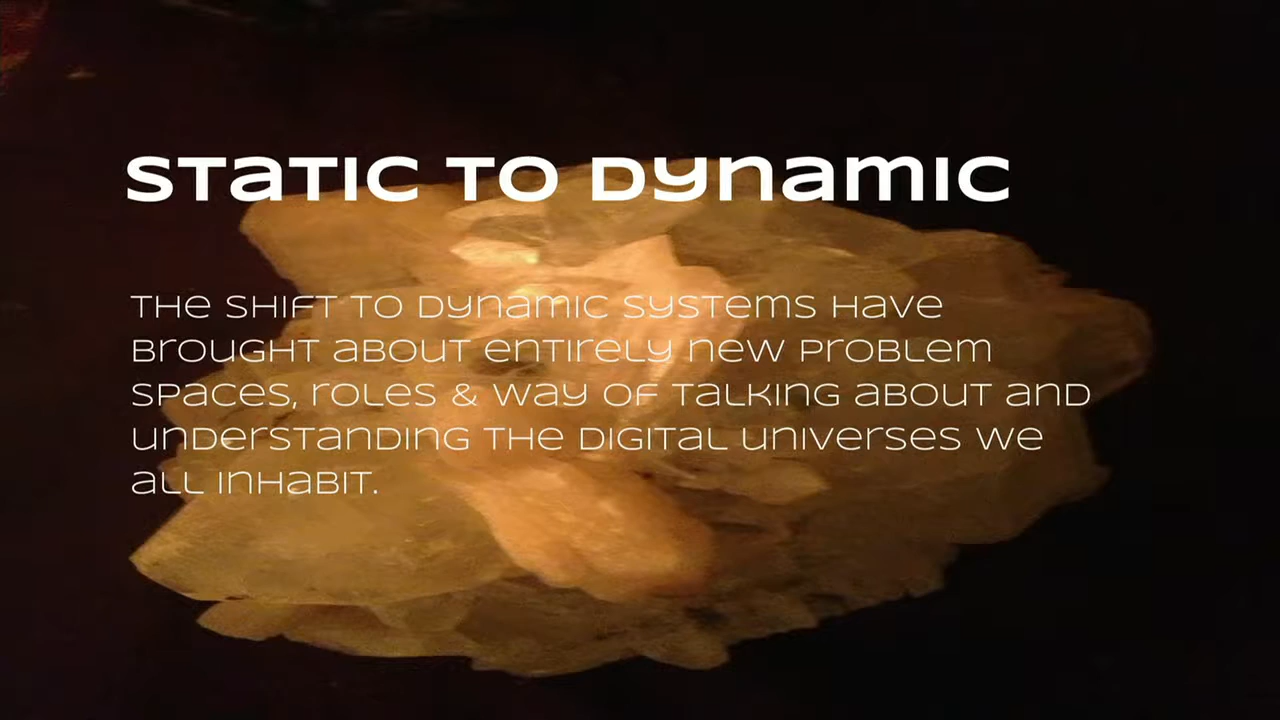 STATIC TO DYNAMIC
THE SHIFT TO DYNAMIC SYSTEMS HAVE
BROUGHT ABOUT ENTIRELY NEW PROBLEM
SPACES, ROLES & WAY OF TALKING ABOUT AND
UNDERSTANDING THE DIGITAL UNIVERSES WE
ALL INHABIT.